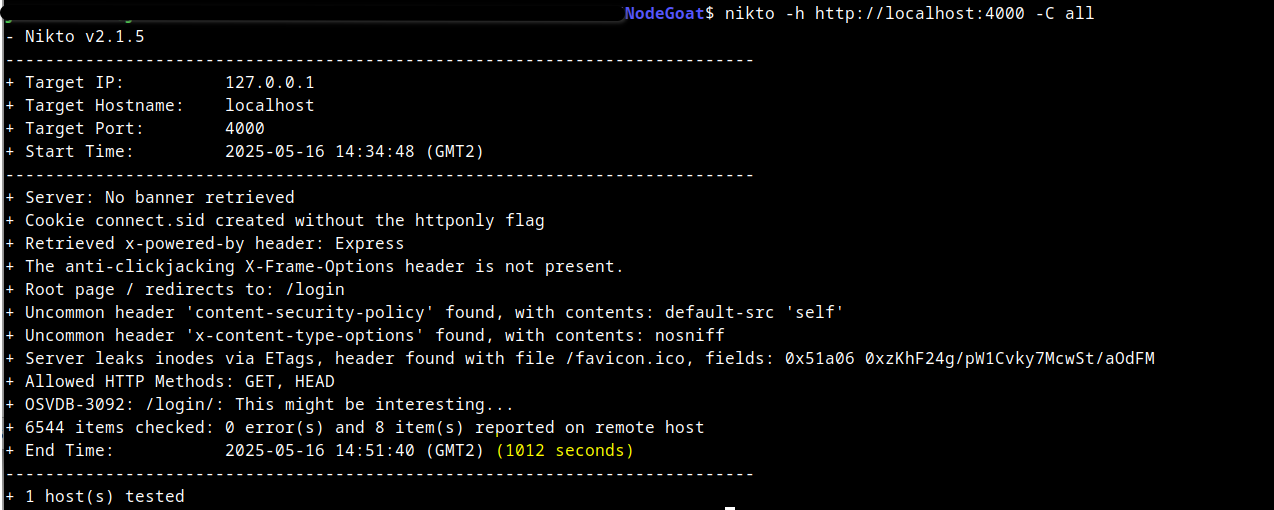 NodeGoat$ nikto -h http://localhost:4000 -C all
- Nikto v2.1.5
---------------------------------------------------------------------------
+ Target IP:          127.0.0.1
+ Target Hostname:    localhost
+ Target Port:        4000
+ Start Time:         2025-05-16 14:34:48 (GMT2)
---------------------------------------------------------------------------
+ Server: No banner retrieved
+ Cookie connect.sid created without the httponly flag
+ Retrieved x-powered-by header: Express
+ The anti-clickjacking X-Frame-Options header is not present.
+ Root page / redirects to: /login
+ Uncommon header 'content-security-policy' found, with contents: default-src 'self'
+ Uncommon header 'x-content-type-options' found, with contents: nosniff
+ Server leaks inodes via ETags, header found with file /favicon.ico, fields: 0x51a06 0xzKhF24g/pW1Cvky7McwSt/aOdFM
+ Allowed HTTP Methods: GET, HEAD
+ OSVDB-3092: /login/: This might be interesting...
+ 6544 items checked: 0 error(s) and 8 item(s) reported on remote host
+ End Time:           2025-05-16 14:51:40 (GMT2) (1012 seconds)
---------------------------------------------------------------------------
+ 1 host(s) tested